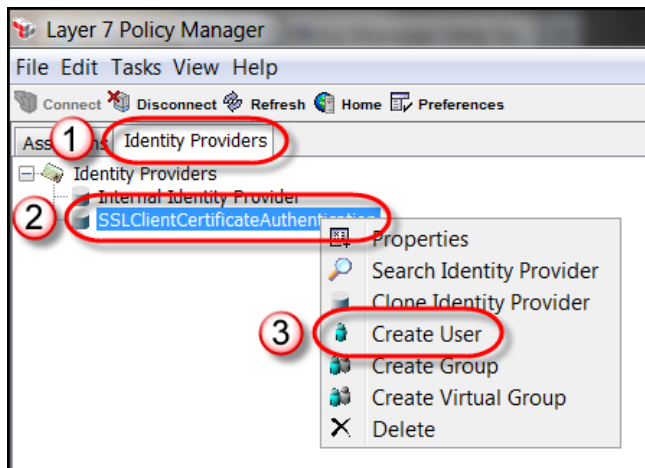 Layer 7 Policy Manager
File Edit Tasks View Help
Connect Disconnect Refresh Home Preferences
1 Identity Providers
Identity Providers
Internal Identity Provider
2 SSLClientCertificateAuthentication
Properties
Search Identity Provider
Clone Identity Provider
3 Create User
Create Group
Create Virtual Group
Delete